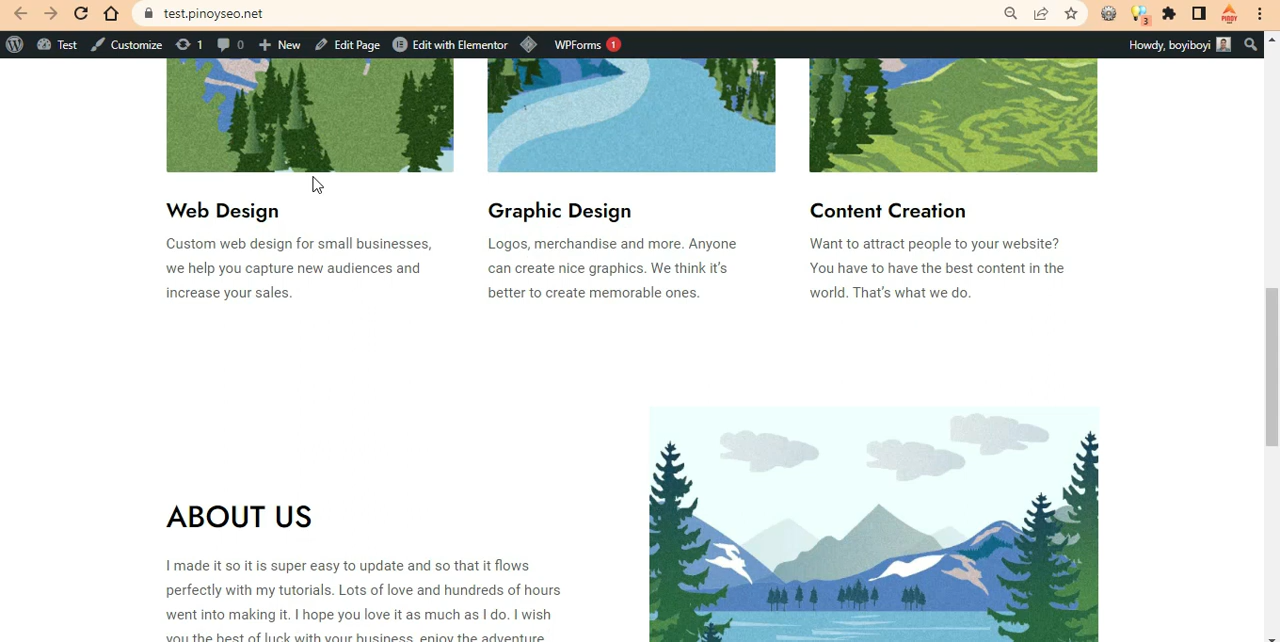 test.pinoyseo.net
3
PINOY
Test Customize 1 0 New Edit Page Edit with Elementor WPForms 1 Howdy, boyiboyi
Web Design
Custom web design for small businesses,
we help you capture new audiences and
increase your sales.
Graphic Design
Logos, merchandise and more. Anyone
can create nice graphics. We think it’s
better to create memorable ones.
Content Creation
Want to attract people to your website?
You have to have the best content in the
world. That’s what we do.
ABOUT US
I made it so it is super easy to update and so that it flows
perfectly with my tutorials. Lots of love and hundreds of hours
went into making it. I hope you love it as much as I do. I wish
you the best of luck with your business, enjoy the adventure.